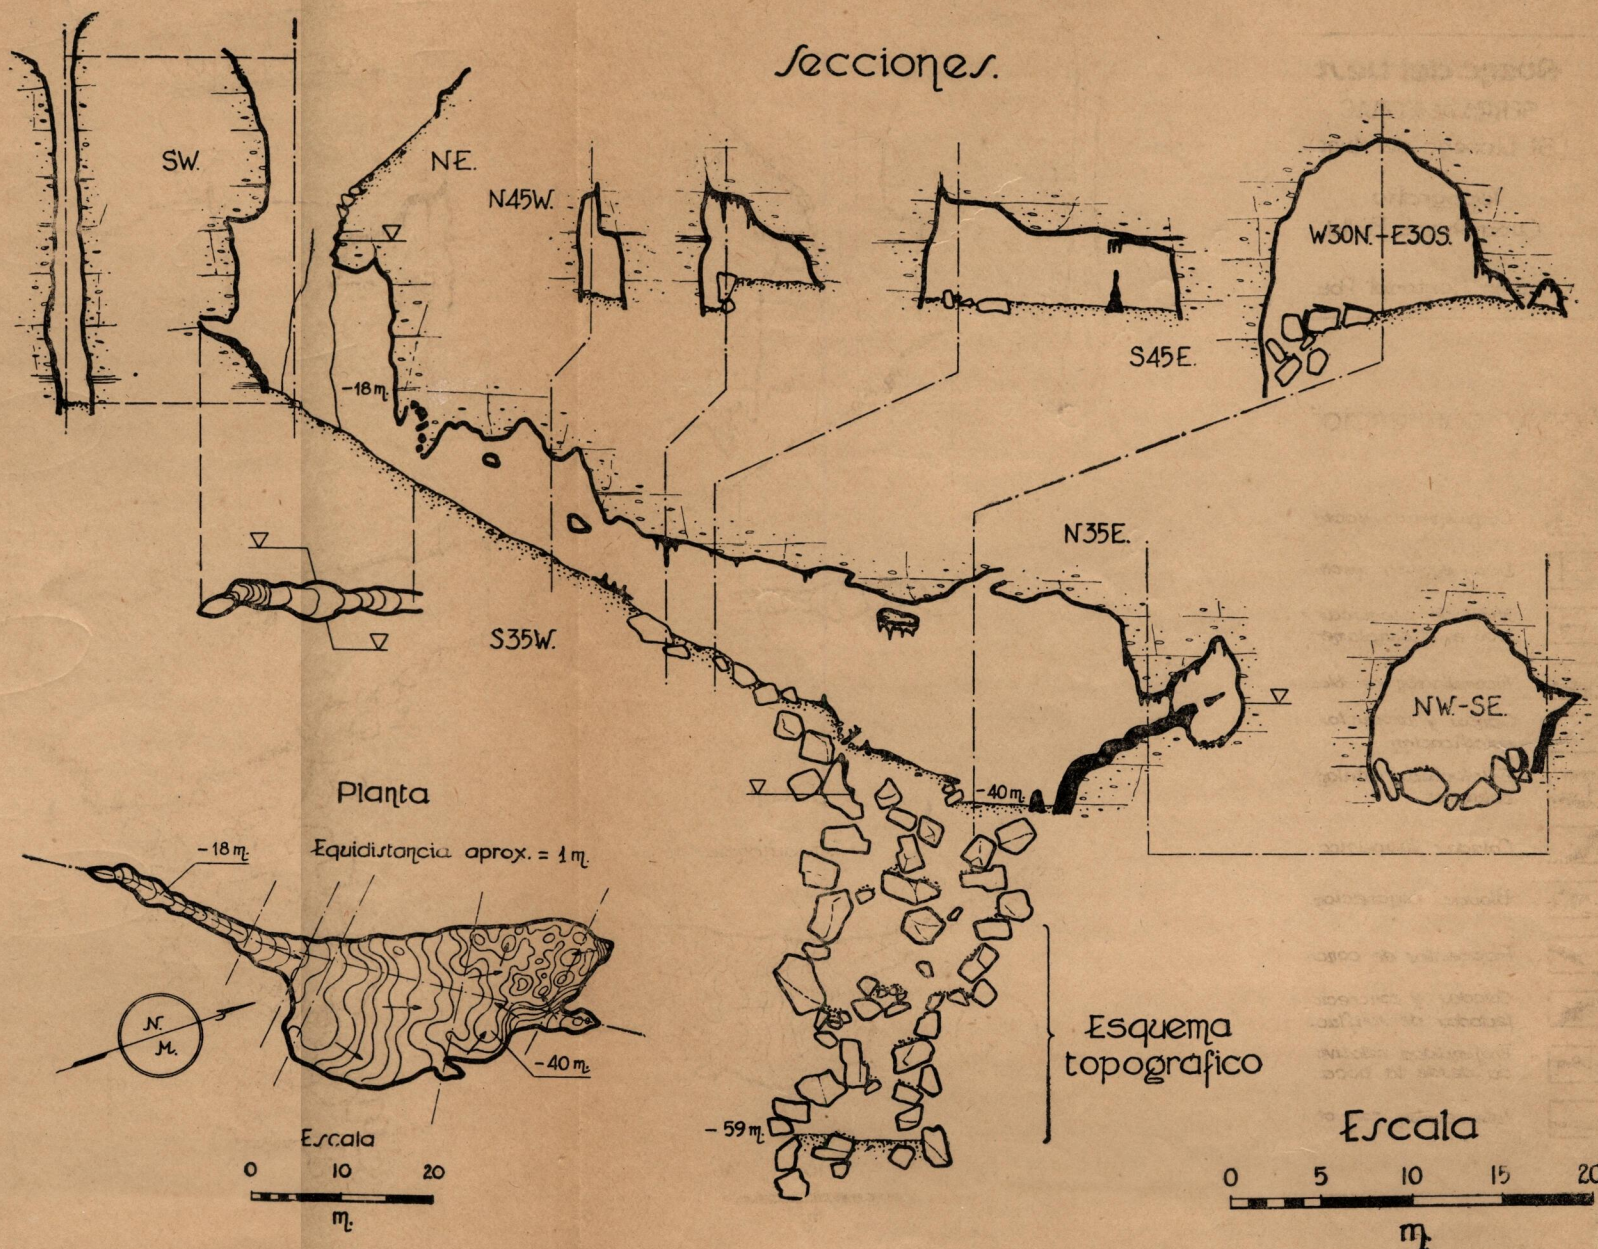 Secciones.
SW.
NE.
N45W.
W30N.-E30S.
S45E.
-18 m.
N35E.
S35W.
NW.-SE.
-40 m.
Planta
-18 m.
Equidistancia aprox. = 1 m.
N.
M.
-40 m.
Esquema
topográfico
-59 m.
Escala
0 10 20
m.
Escala
0 5 10 15 20
m.